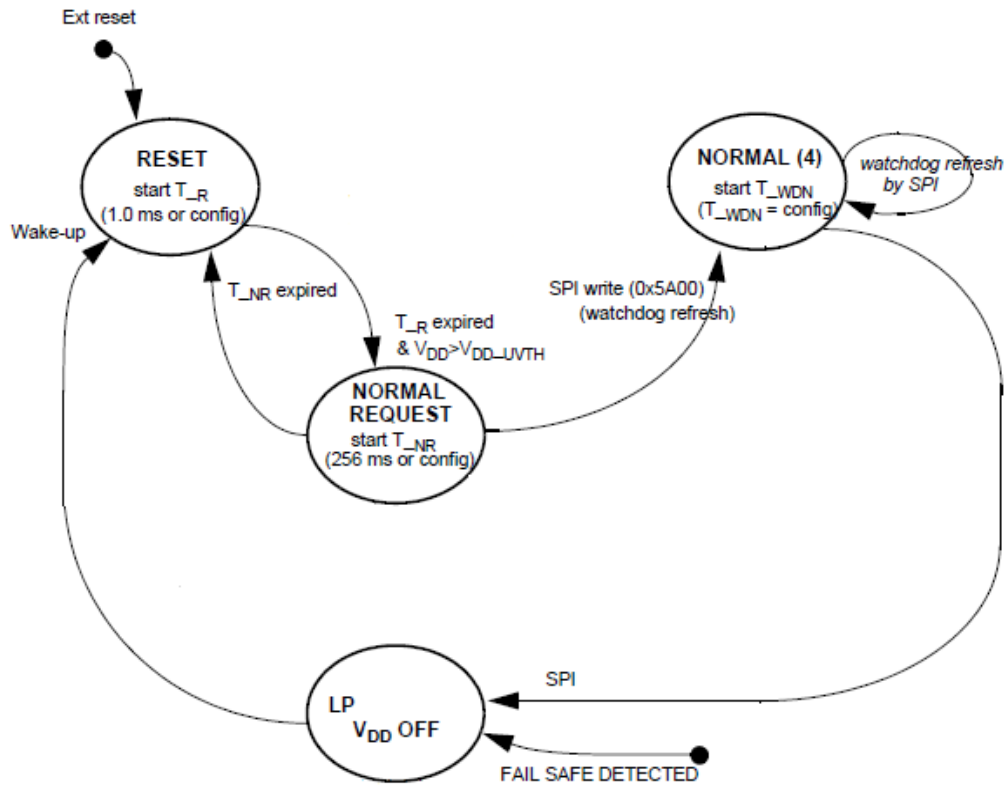 Ext reset
RESET
start T_R
(1.0 ms or config)
NORMAL (4)
start T_WDN
(T_WDN = config)
watchdog refresh
by SPI
Wake-up
T_NR expired
SPI write (0x5A00)
(watchdog refresh)
T_R expired
& VDD>VDD_UVTH
NORMAL
REQUEST
start T_NR
(256 ms or config)
SPI
LP
VDD OFF
FAIL SAFE DETECTED